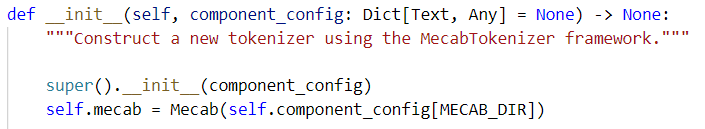 def __init__(self, component_config: Dict[Text, Any] = None) -> None:
"""Construct a new tokenizer using the MecabTokenizer framework."""
super().__init__(component_config)
self.mecab = Mecab(self.component_config[MECAB_DIR])